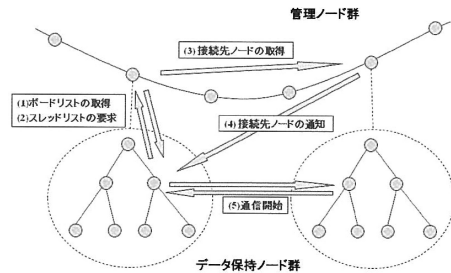 管理ノード群
(3)接続先ノードの取得
(1)ボードリストの取得
(2)スレッドリストの要求
(4)接続先ノードの通知
(5)通信開始
データ保持ノード群